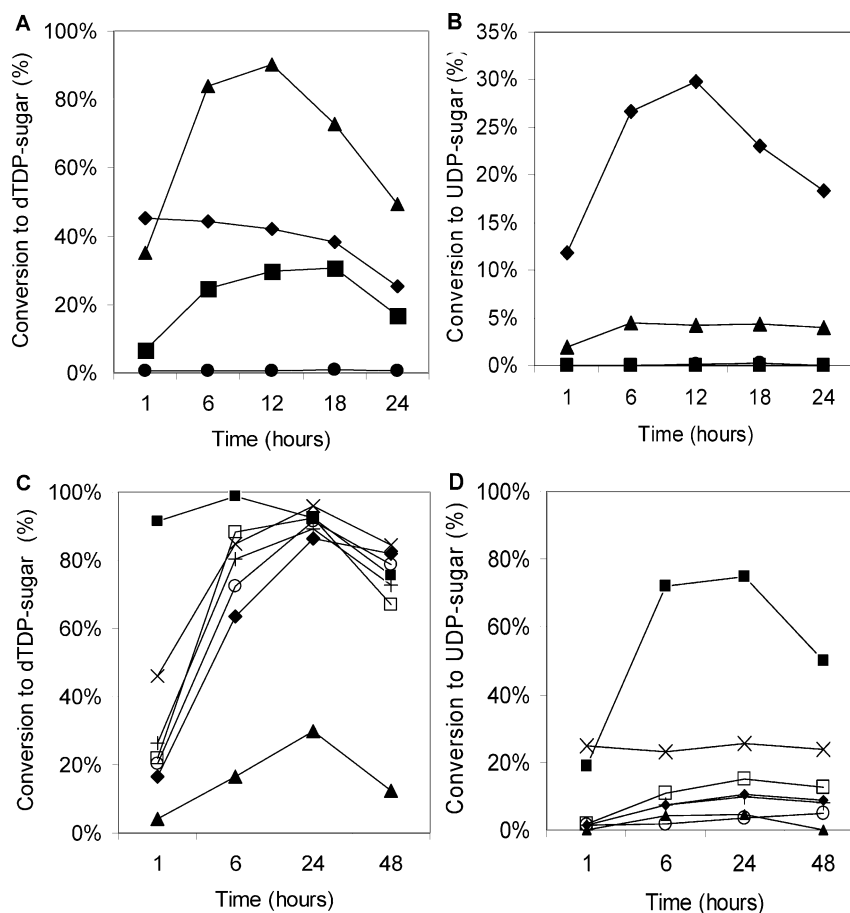 A
Conversion to dTDP-sugar (%)
100%
80%
60%
40%
20%
0%
1 6 12 18 24
Time (hours)
B
Conversion to UDP-sugar (%)
35%
30%
25%
20%
15%
10%
5%
0%
1 6 12 18 24
Time (hours)
C
Conversion to dTDP-sugar (%)
100%
80%
60%
40%
20%
0%
1 6 24 48
Time (hours)
D
Conversion to UDP-sugar (%)
100%
80%
60%
40%
20%
0%
1 6 24 48
Time (hours)